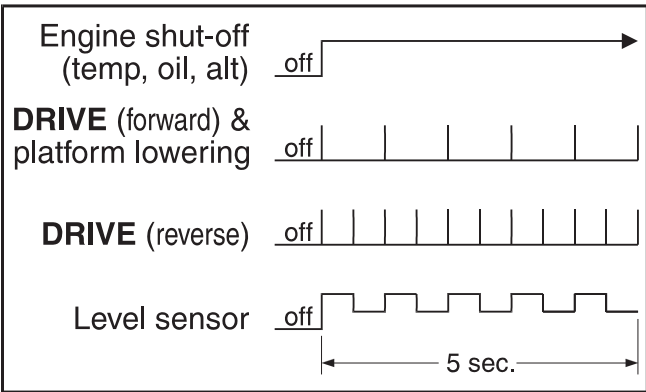 Engine shut-off
(temp, oil, alt) off
DRIVE (forward) &
platform lowering off
DRIVE (reverse) off
Level sensor off
5 sec.